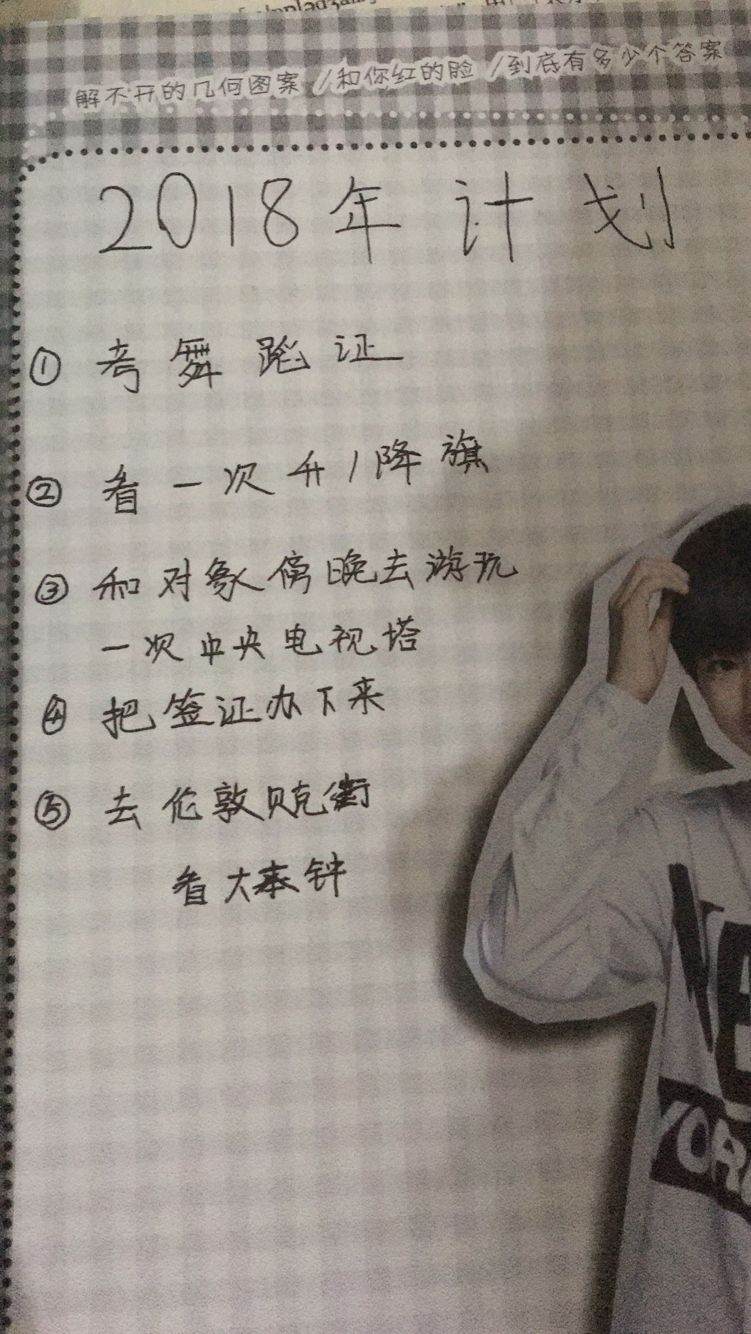 解不开的几何图案 /和你红的脸 /到底有多少个答案
2018年计划
① 考舞蹈证
② 看一次升/降旗
③ 和对象傍晚去游玩
一次中央电视塔
④ 把签证办下来
⑤ 去伦敦贝克街
看大本钟
NE
YOR